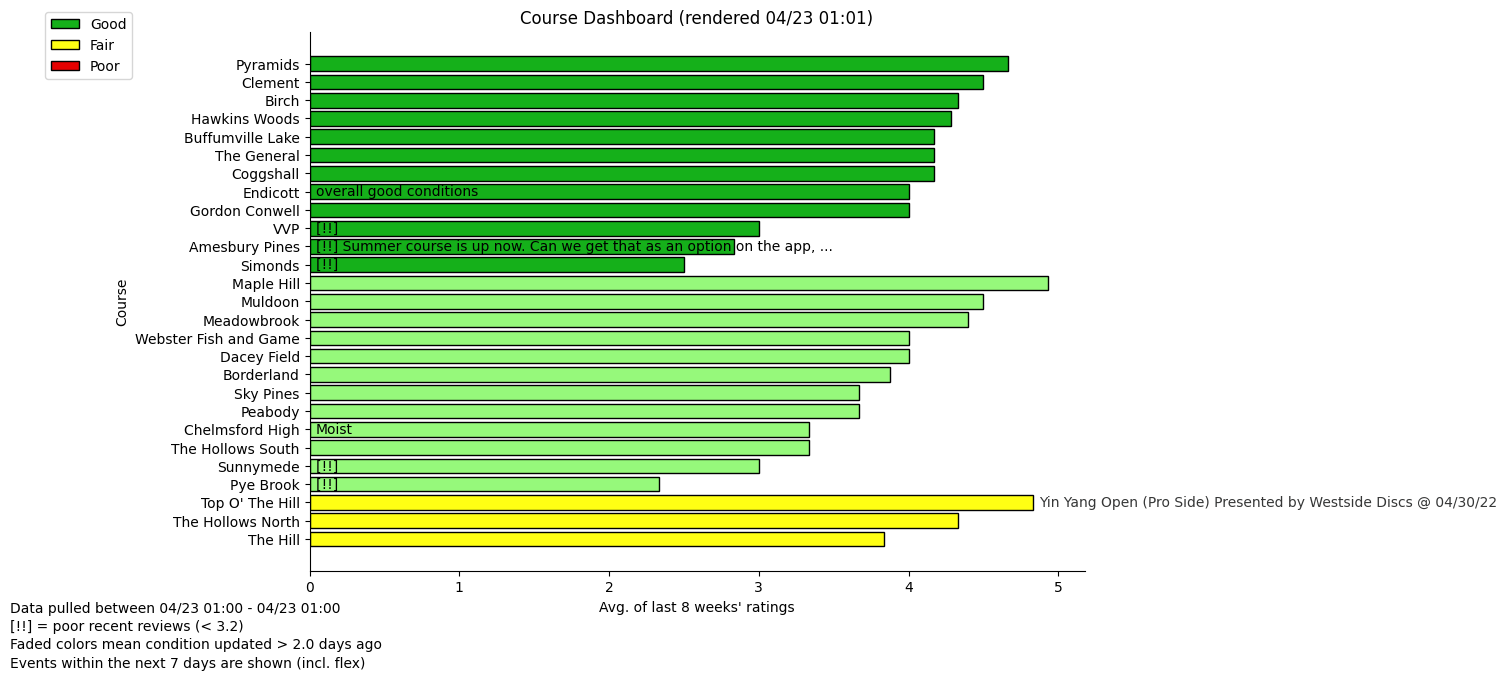 Good
Fair
Poor
Course Dashboard (rendered 04/23 01:01)
Course
Pyramids
Clement
Birch
Hawkins Woods
Buffumville Lake
The General
Coggshall
Endicott overall good conditions
Gordon Conwell
VVP [!!]
Amesbury Pines [!!] Summer course is up now. Can we get that as an option on the app, ...
Simonds [!!]
Maple Hill
Muldoon
Meadowbrook
Webster Fish and Game
Dacey Field
Borderland
Sky Pines
Peabody
Chelmsford High Moist
The Hollows South
Sunnymede [!!]
Pye Brook [!!]
Top O' The Hill Yin Yang Open (Pro Side) Presented by Westside Discs @ 04/30/22
The Hollows North
The Hill
0 1 2 3 4 5
Avg. of last 8 weeks' ratings
Data pulled between 04/23 01:00 - 04/23 01:00
[!!] = poor recent reviews (< 3.2)
Faded colors mean condition updated > 2.0 days ago
Events within the next 7 days are shown (incl. flex)